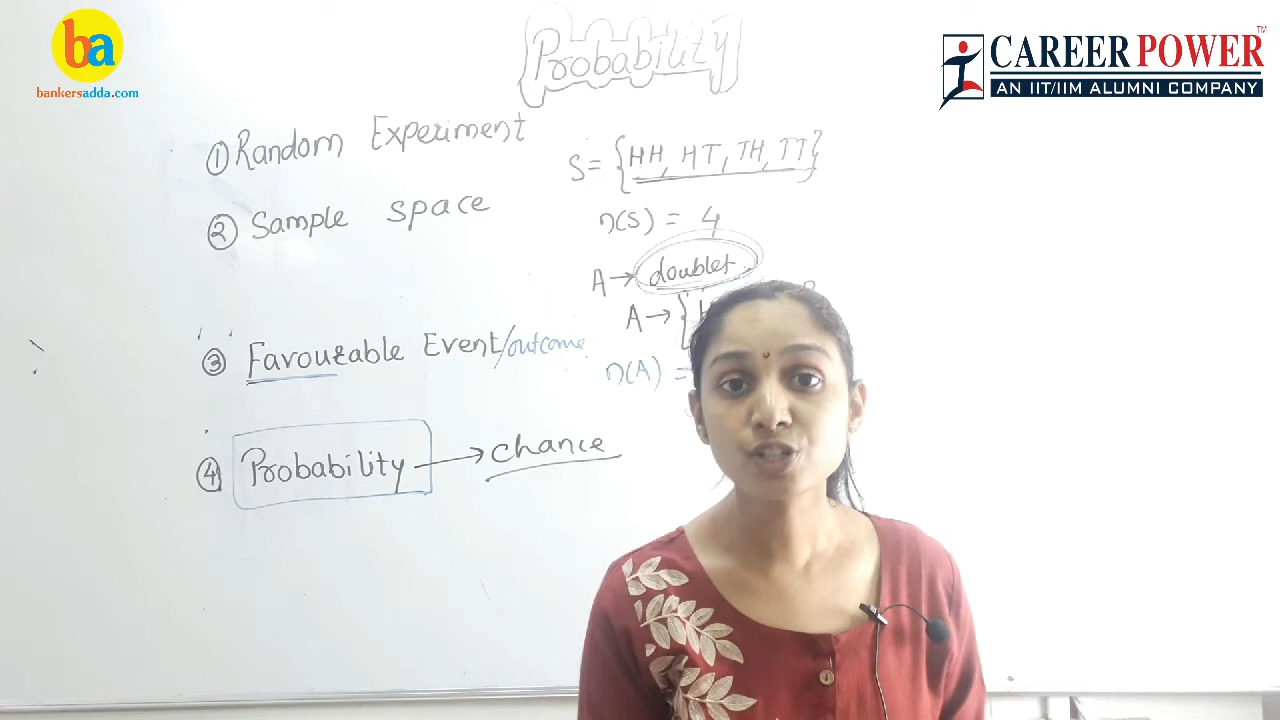 ba
bankersadda.com
Probability
CAREER POWER
TM
AN IIT/IIM ALUMNI COMPANY
① Random Experiment
S = {HH, HT, TH, TT}
② Sample space
n(S) = 4
A → doublet
A → {H
③ Favourable Event/outcome
n(A) =
④ Probability → chance